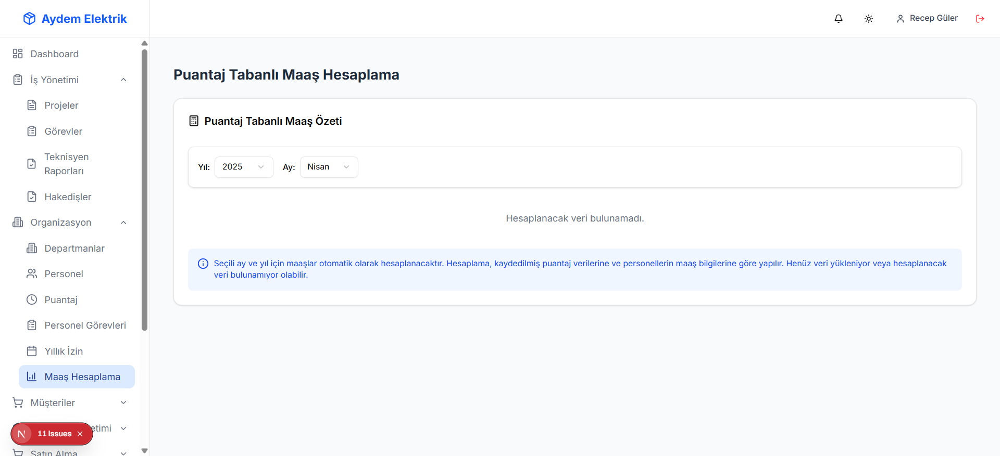 Aydem Elektrik
Recep Güler
Dashboard
İş Yönetimi
Projeler
Görevler
Teknisyen
Raporları
Hakedişler
Organizasyon
Departmanlar
Personel
Puantaj
Personel Görevleri
Yıllık İzin
Maaş Hesaplama
Müşteriler
etimi
N 11 Issues
Satın Alma
Puantaj Tabanlı Maaş Hesaplama
Puantaj Tabanlı Maaş Özeti
Yıl: 2025 Ay: Nisan
Hesaplanacak veri bulunamadı.
Seçili ay ve yıl için maaşlar otomatik olarak hesaplanacaktır. Hesaplama, kaydedilmiş puantaj verilerine ve personellerin maaş bilgilerine göre yapılır. Henüz veri yükleniyor veya hesaplanacak
veri bulunamıyor olabilir.